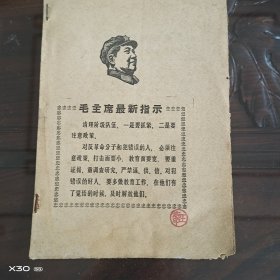 毛主席最新指示
清理阶级队伍，一是要抓紧，二是要
注意政策。
对反革命分子和犯错误的人，必须注
意政策，打击面要小，教育面要宽，要重
证据，重调查研究，严禁逼、供、信。对犯
错误的好人，要多做教育工作，在他们有
了觉悟的时候，及时解放他们。
X30